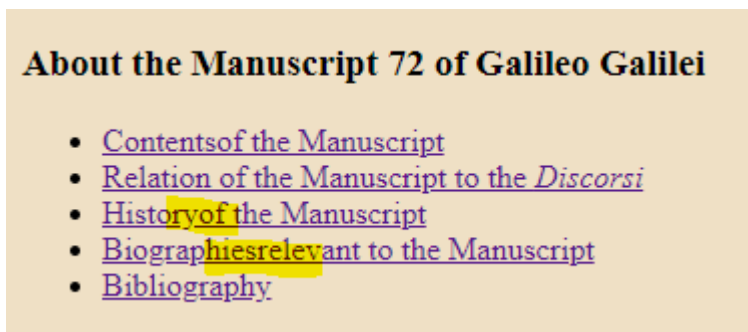 About the Manuscript 72 of Galileo Galilei
Contentsof the Manuscript
Relation of the Manuscript to the Discorsi
Historyof the Manuscript
Biographiesrelevant to the Manuscript
Bibliography